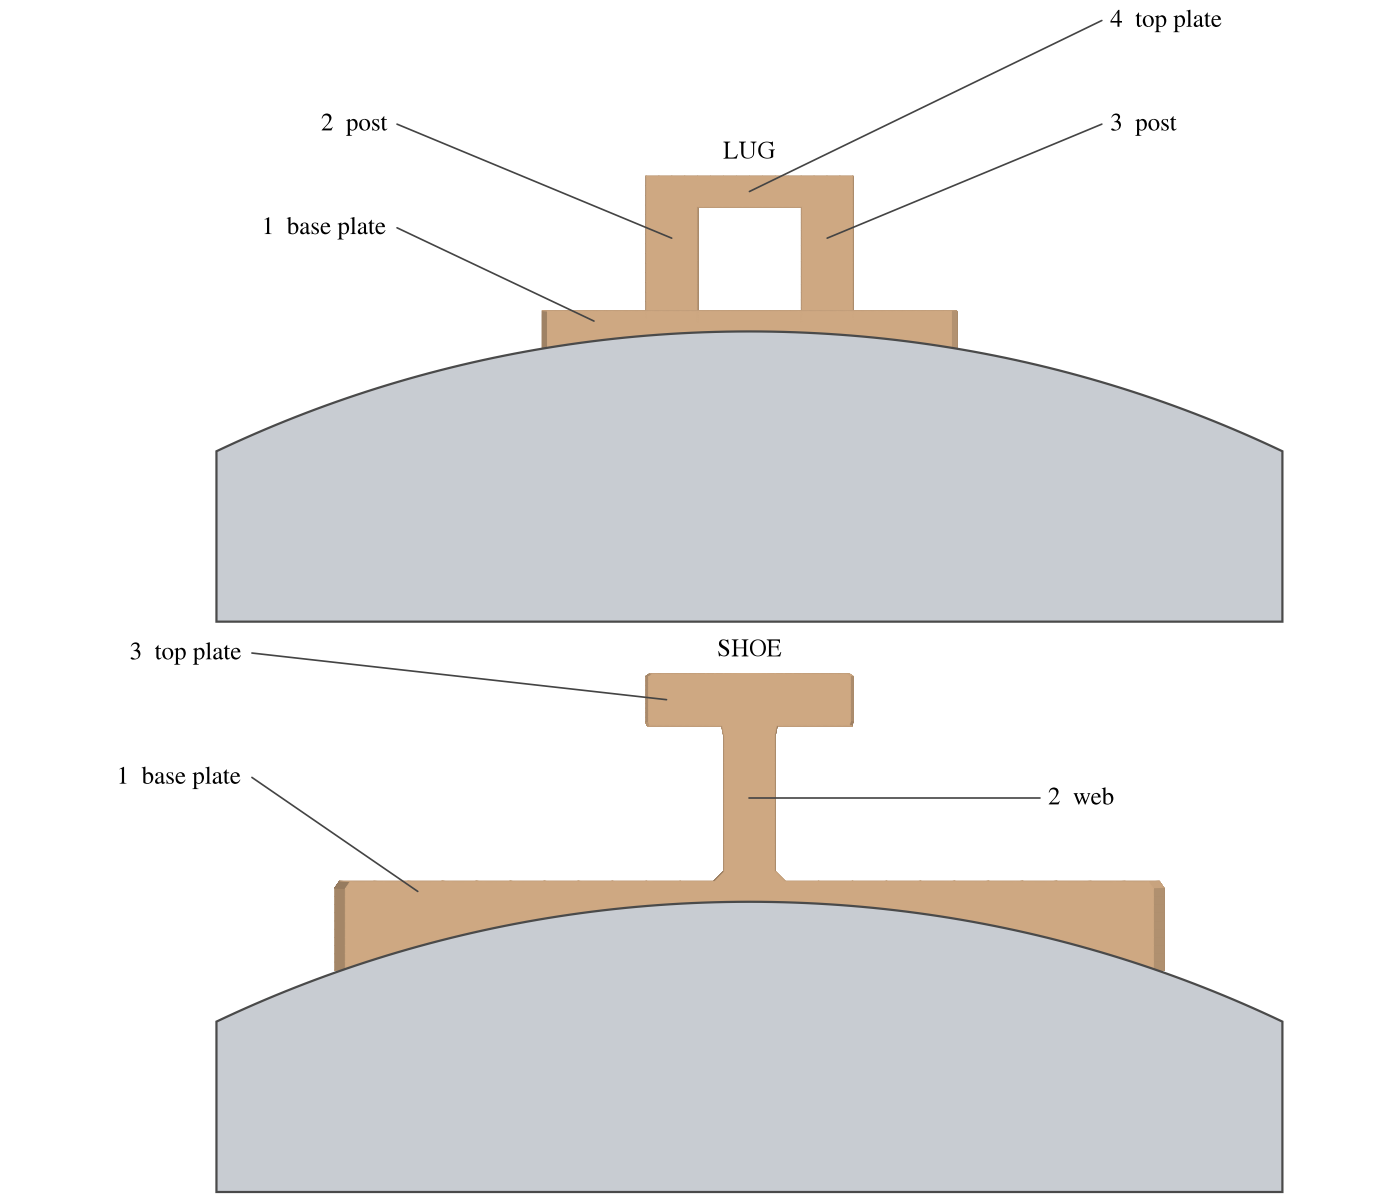 4 top plate
2 post
3 post
LUG
1 base plate
SHOE
3 top plate
1 base plate
2 web